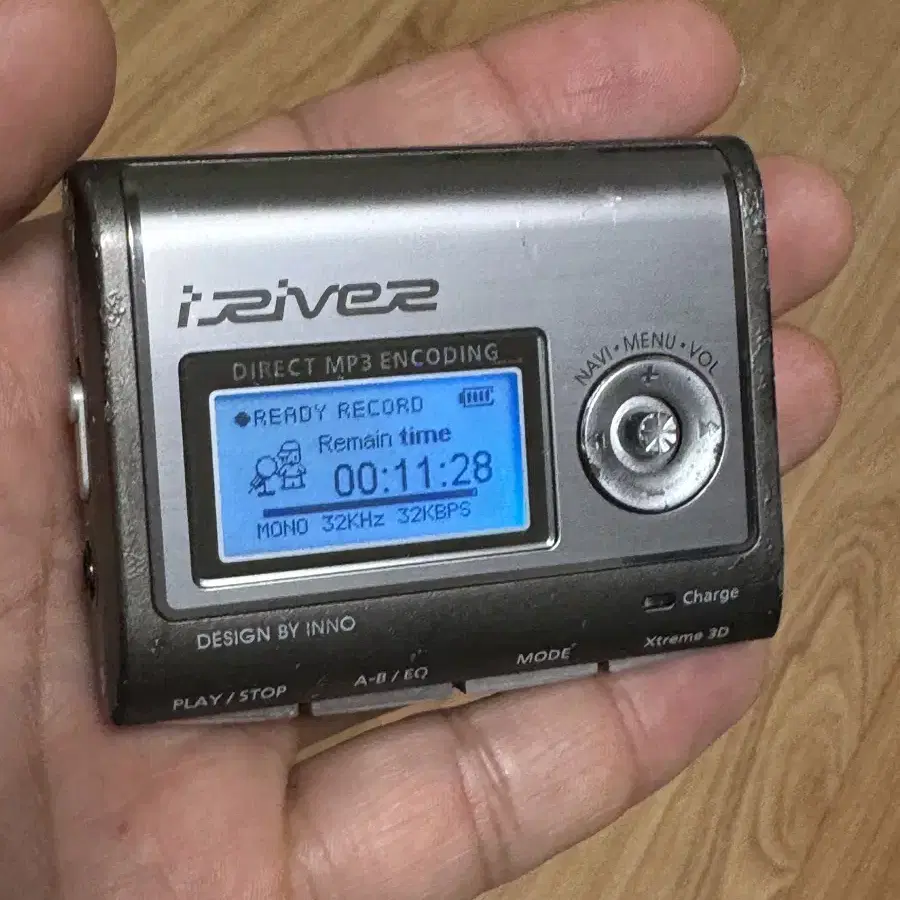 iRiver
DIRECT MP3 ENCODING
READY RECORD
Remain time
00:11:28
MONO 32KHz 32KBPS
NAVI • MENU • VOL
+
−
Charge
DESIGN BY INNO
PLAY / STOP
A-B / EQ
MODE
Xtreme 3D